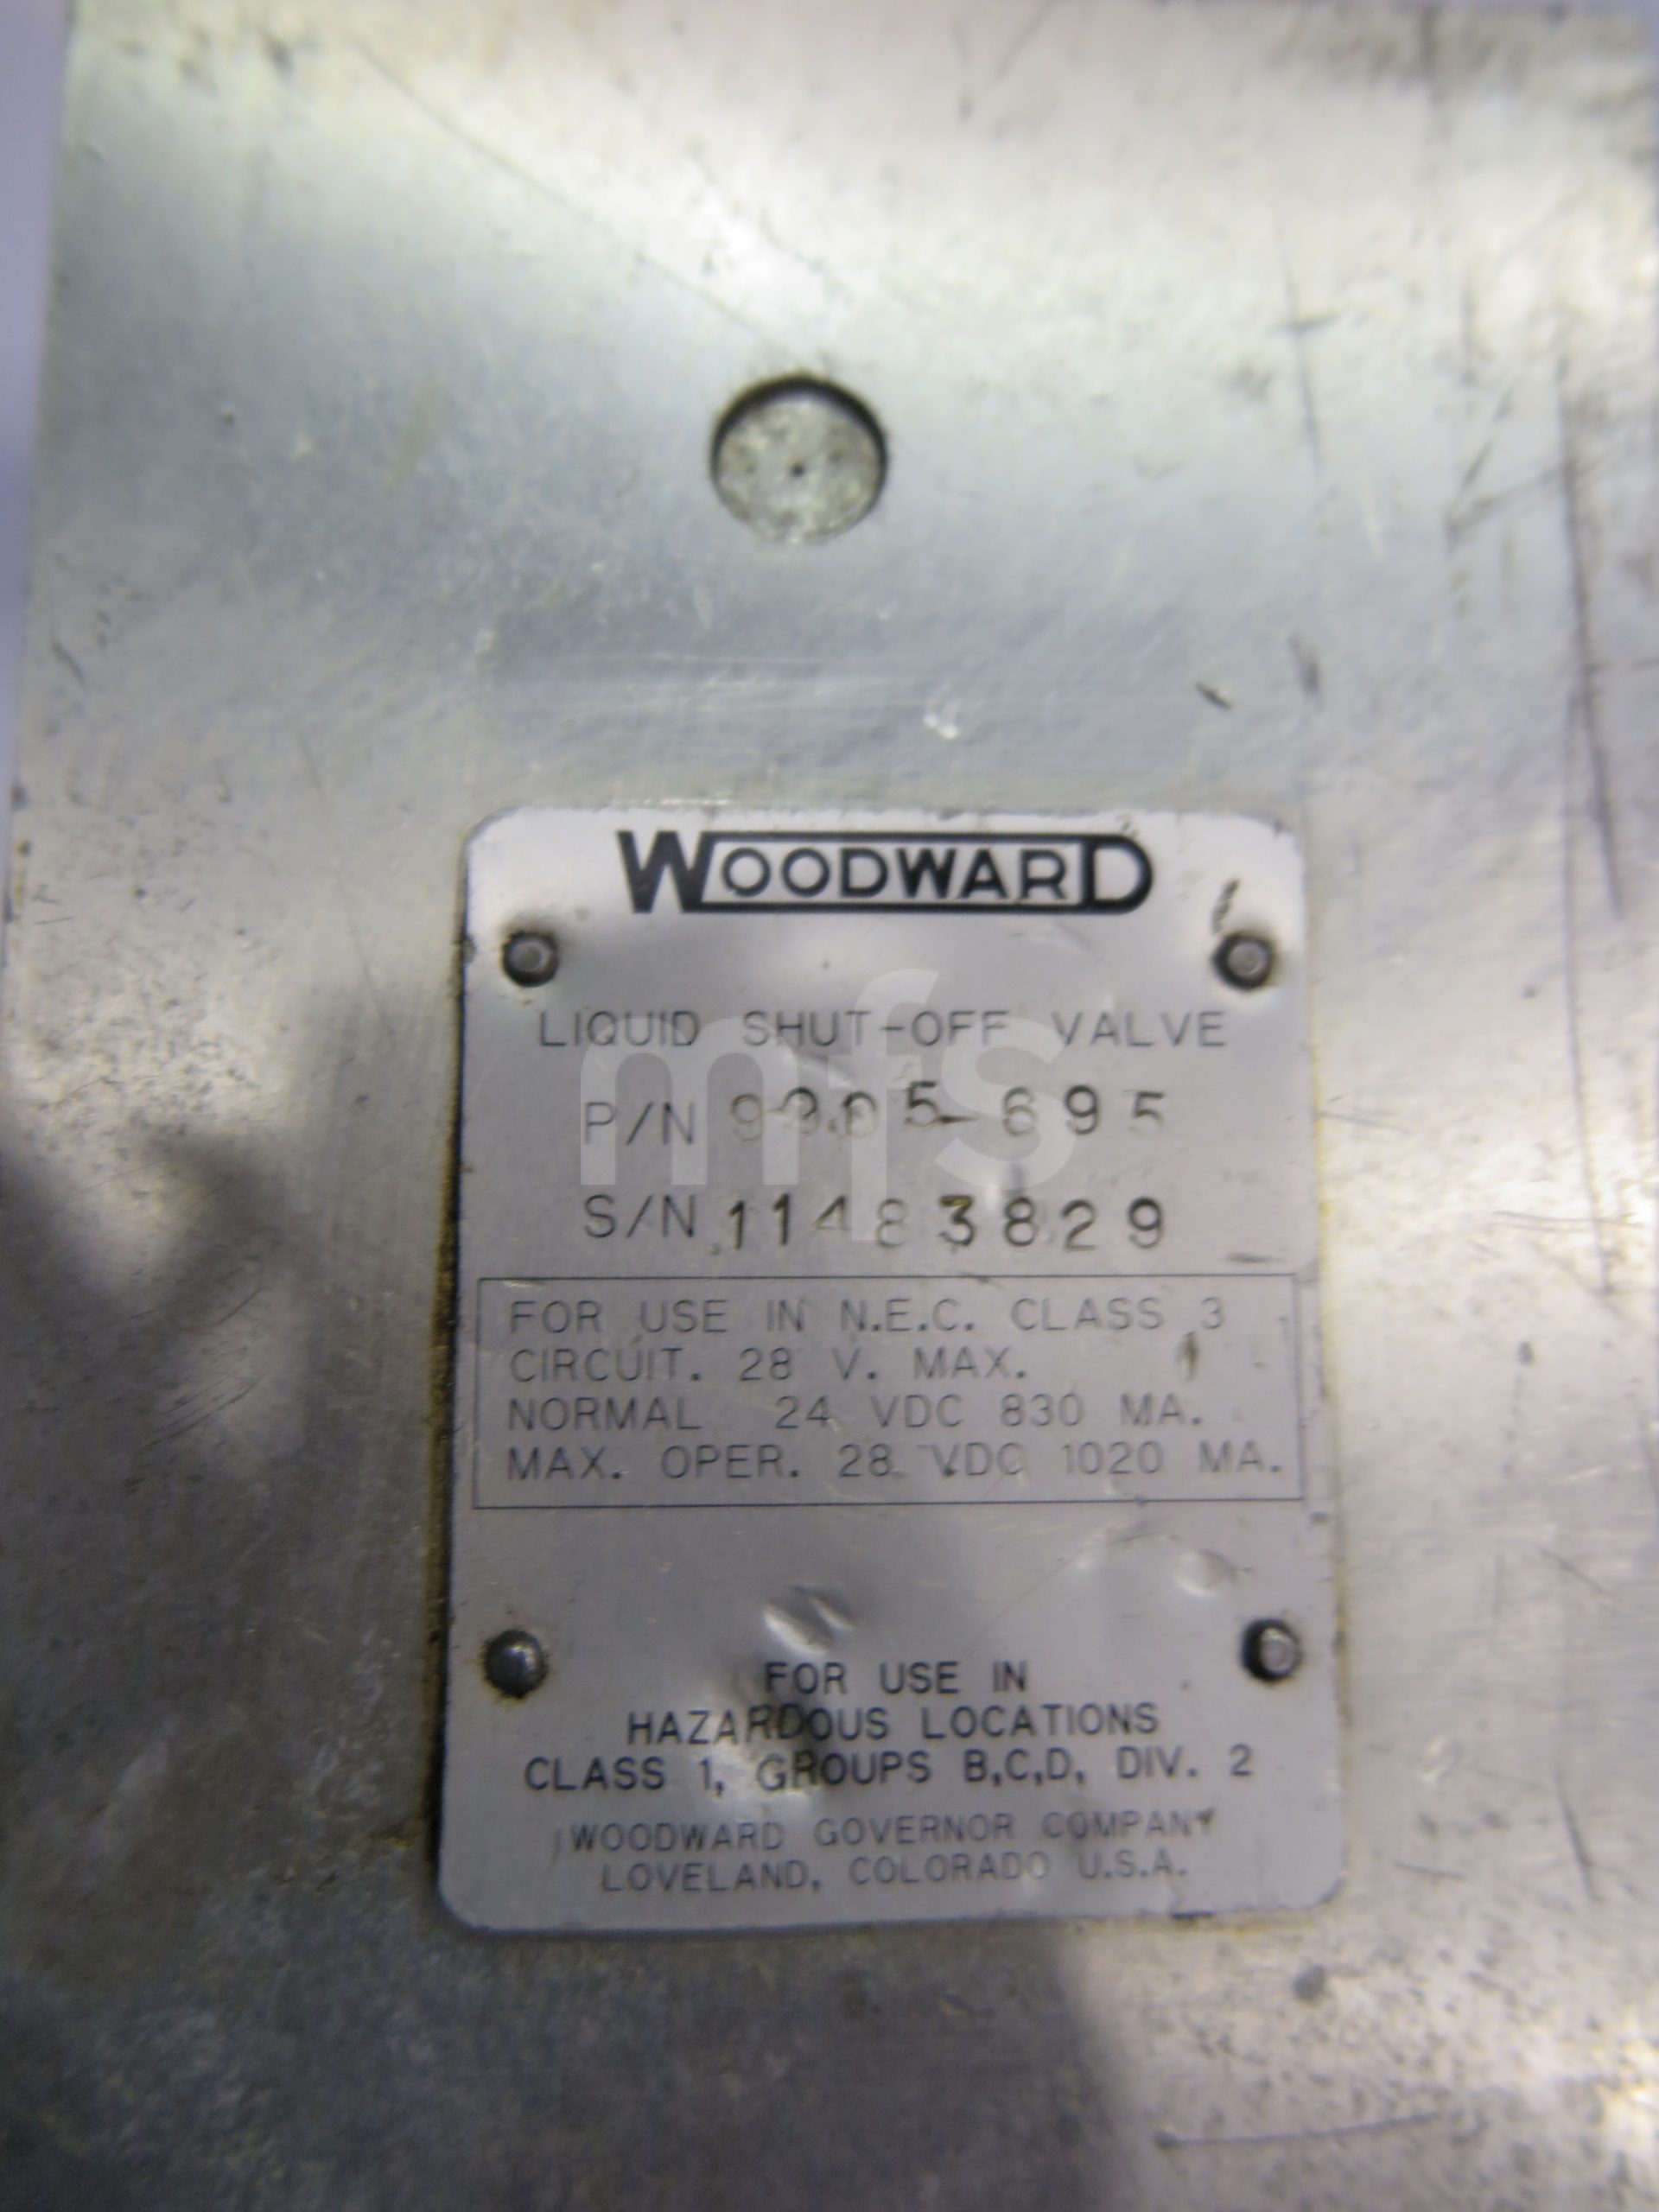 WOODWARD
LIQUID SHUT-OFF VALVE
P/N 9905-695
S/N 11483829
mfs
FOR USE IN N.E.C. CLASS 3
CIRCUIT. 28 V. MAX.
NORMAL 24 VDC 830 MA.
MAX. OPER. 28 VDC 1020 MA.
FOR USE IN
HAZARDOUS LOCATIONS
CLASS 1, GROUPS B,C,D, DIV. 2
WOODWARD GOVERNOR COMPANY
LOVELAND, COLORADO U.S.A.